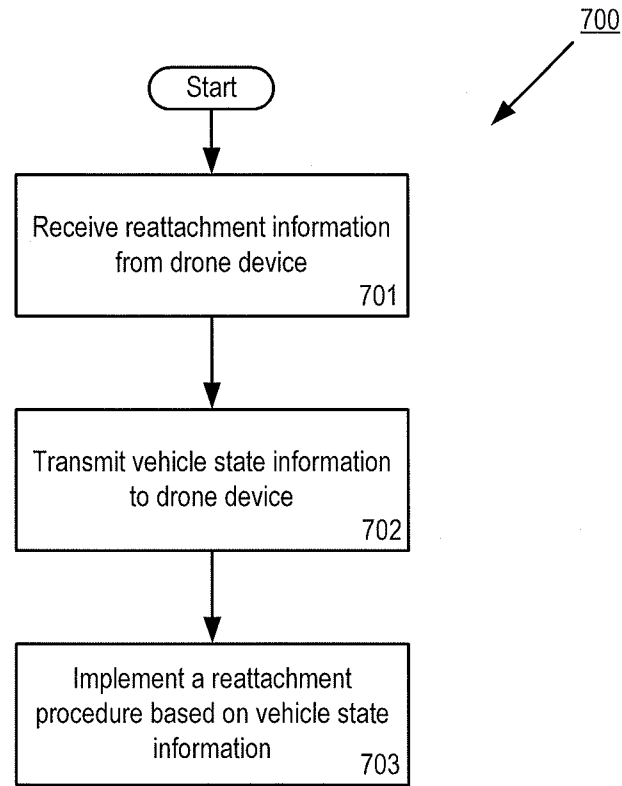 700
Start
Receive reattachment information
from drone device
701
Transmit vehicle state information
to drone device
702
Implement a reattachment
procedure based on vehicle state
information
703